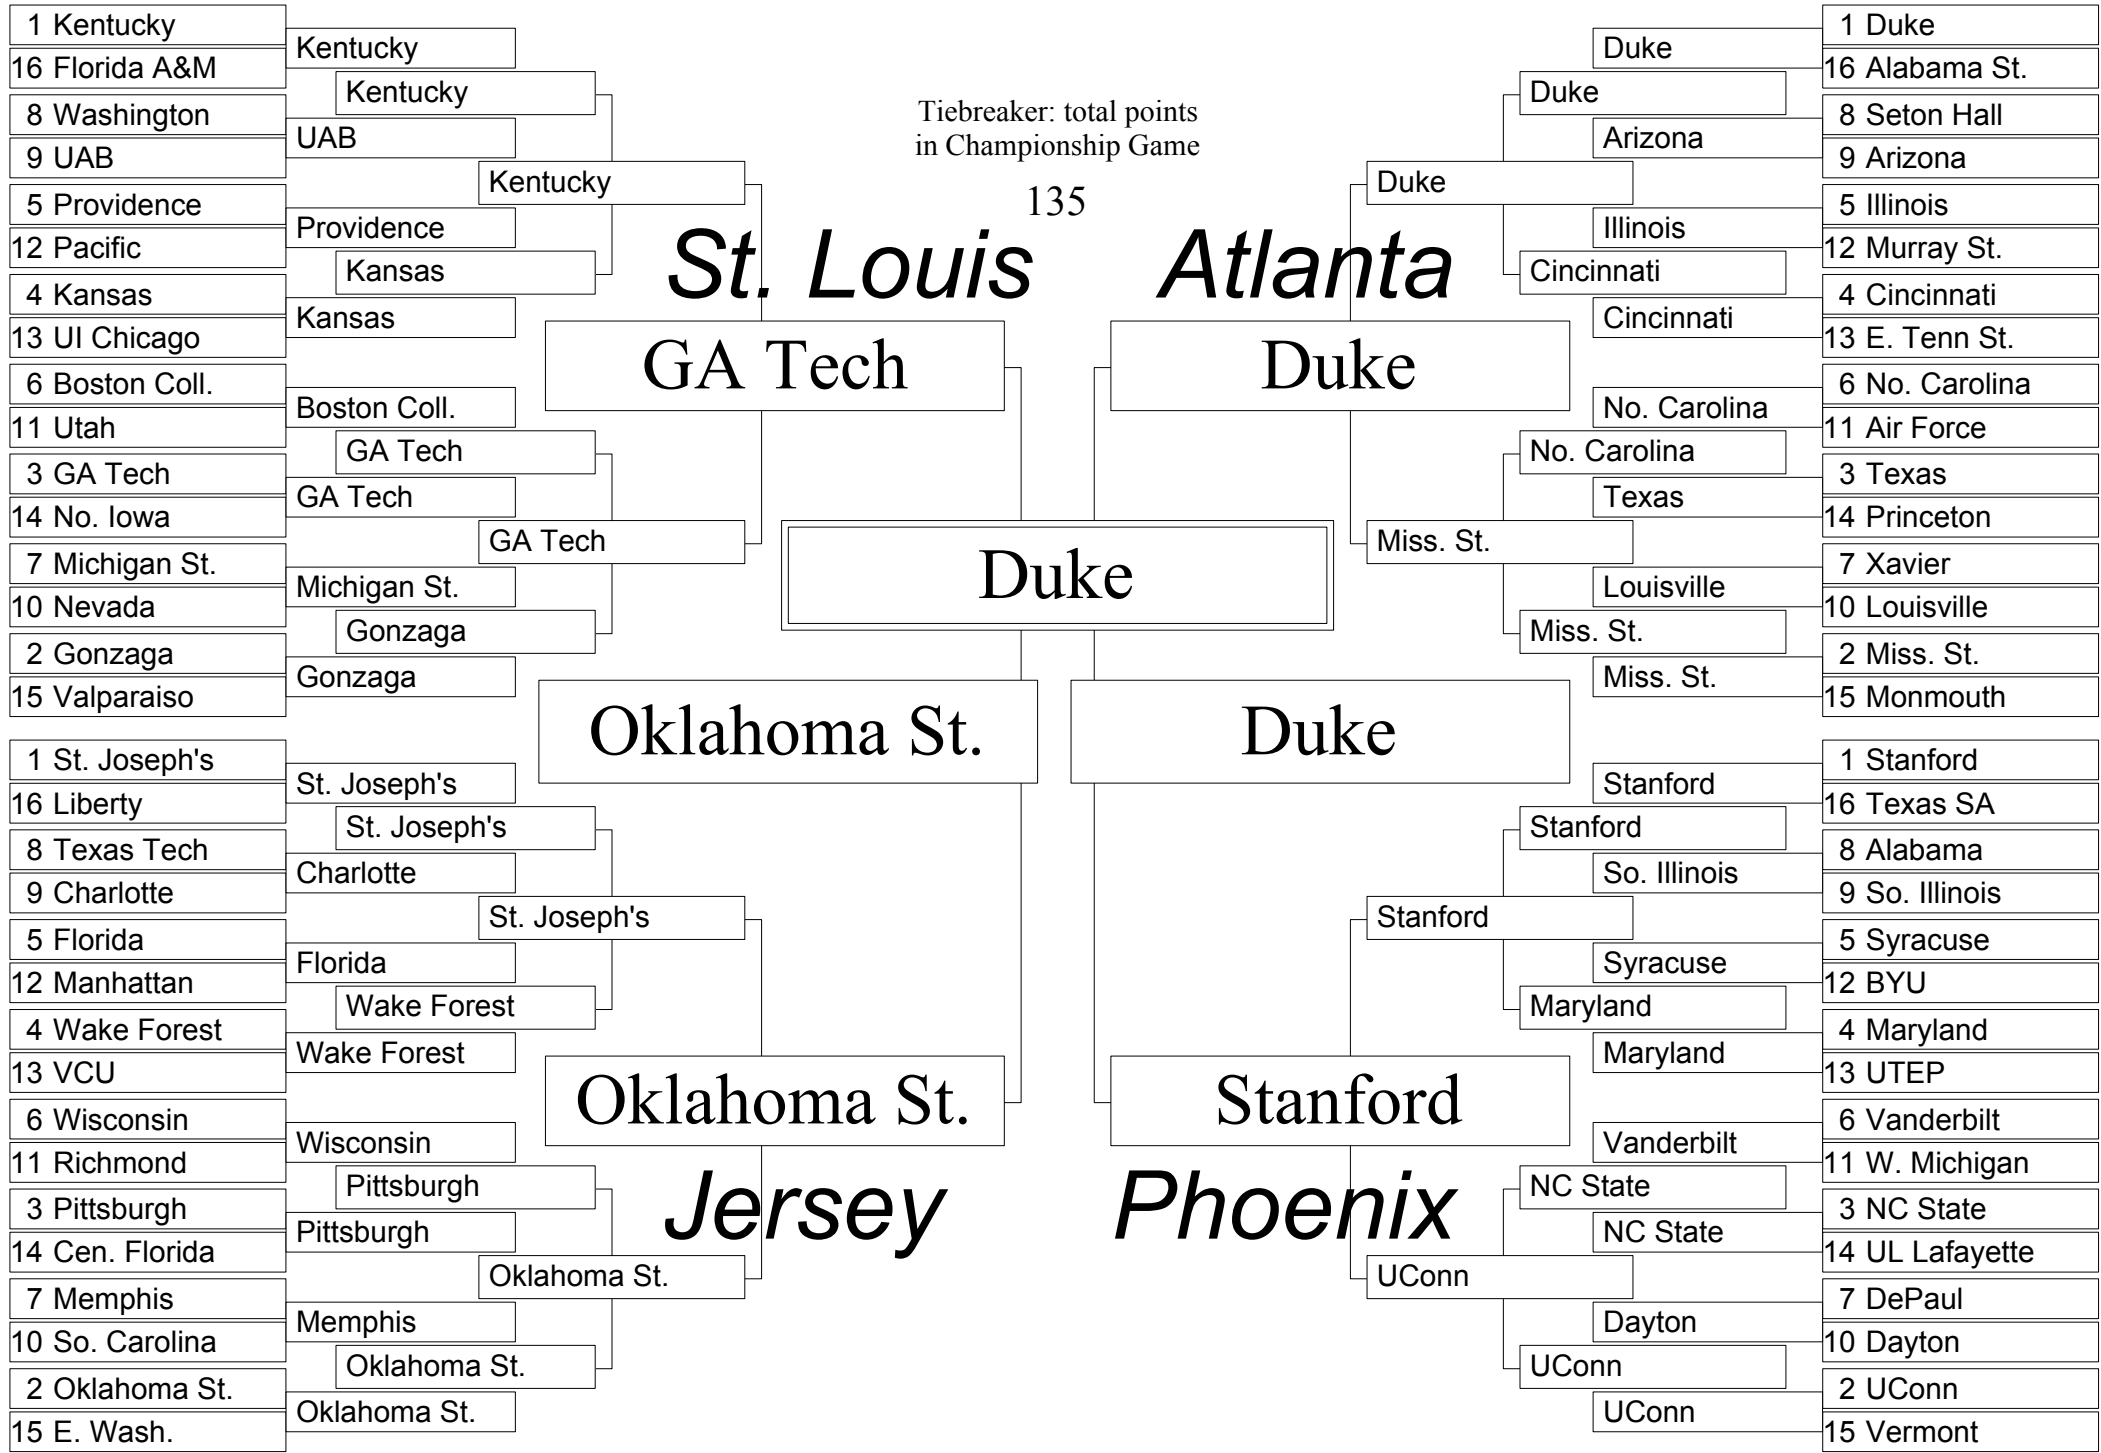 1 Kentucky
16 Florida A&M
8 Washington
9 UAB
5 Providence
12 Pacific
4 Kansas
13 UI Chicago
6 Boston Coll.
11 Utah
3 GA Tech
14 No. Iowa
7 Michigan St.
10 Nevada
2 Gonzaga
15 Valparaiso
1 St. Joseph's
16 Liberty
8 Texas Tech
9 Charlotte
5 Florida
12 Manhattan
4 Wake Forest
13 VCU
6 Wisconsin
11 Richmond
3 Pittsburgh
14 Cen. Florida
7 Memphis
10 So. Carolina
2 Oklahoma St.
15 E. Wash.
Kentucky
UAB
Providence
Kansas
Boston Coll.
GA Tech
Michigan St.
Gonzaga
St. Joseph's
Charlotte
Florida
Wake Forest
Wisconsin
Pittsburgh
Memphis
Oklahoma St.
Kentucky
Kansas
GA Tech
Gonzaga
St. Joseph's
Wake Forest
Pittsburgh
Oklahoma St.
Kentucky
GA Tech
St. Joseph's
Oklahoma St.
Tiebreaker: total points
in Championship Game
135
St. Louis
Atlanta
GA Tech
Duke
Duke
Oklahoma St.
Duke
Oklahoma St.
Stanford
Jersey
Phoenix
Duke
Miss. St.
Stanford
UConn
Duke
Cincinnati
No. Carolina
Miss. St.
Stanford
Maryland
NC State
UConn
Duke
Arizona
Illinois
Cincinnati
No. Carolina
Texas
Louisville
Miss. St.
Stanford
So. Illinois
Syracuse
Maryland
Vanderbilt
NC State
Dayton
UConn
1 Duke
16 Alabama St.
8 Seton Hall
9 Arizona
5 Illinois
12 Murray St.
4 Cincinnati
13 E. Tenn St.
6 No. Carolina
11 Air Force
3 Texas
14 Princeton
7 Xavier
10 Louisville
2 Miss. St.
15 Monmouth
1 Stanford
16 Texas SA
8 Alabama
9 So. Illinois
5 Syracuse
12 BYU
4 Maryland
13 UTEP
6 Vanderbilt
11 W. Michigan
3 NC State
14 UL Lafayette
7 DePaul
10 Dayton
2 UConn
15 Vermont